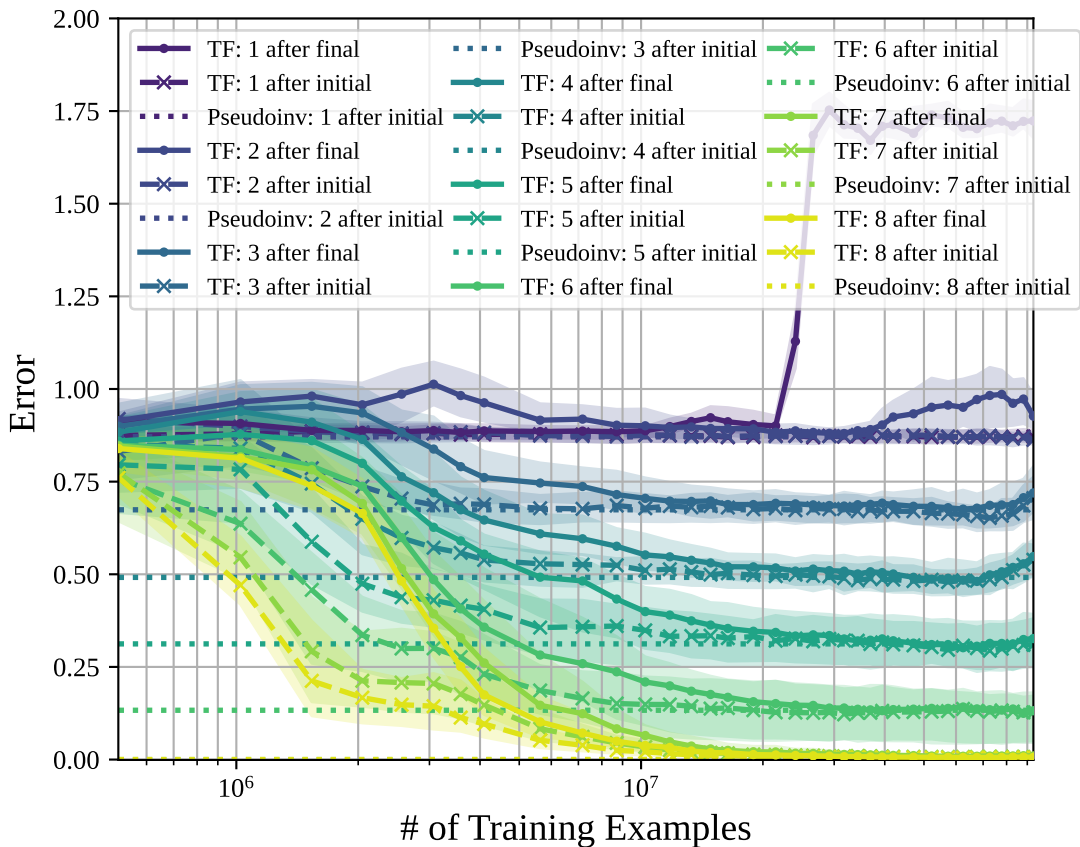 2.00
1.75
1.50
1.25
1.00
0.75
0.50
0.25
0.00
Error
TF: 1 after final
TF: 1 after initial
Pseudoinv: 1 after initial
TF: 2 after final
TF: 2 after initial
Pseudoinv: 2 after initial
TF: 3 after final
TF: 3 after initial
Pseudoinv: 3 after initial
TF: 4 after final
TF: 4 after initial
Pseudoinv: 4 after initial
TF: 5 after final
TF: 5 after initial
Pseudoinv: 5 after initial
TF: 6 after final
TF: 6 after initial
Pseudoinv: 6 after initial
TF: 7 after final
TF: 7 after initial
Pseudoinv: 7 after initial
TF: 8 after final
TF: 8 after initial
Pseudoinv: 8 after initial
10⁶ 10⁷
# of Training Examples